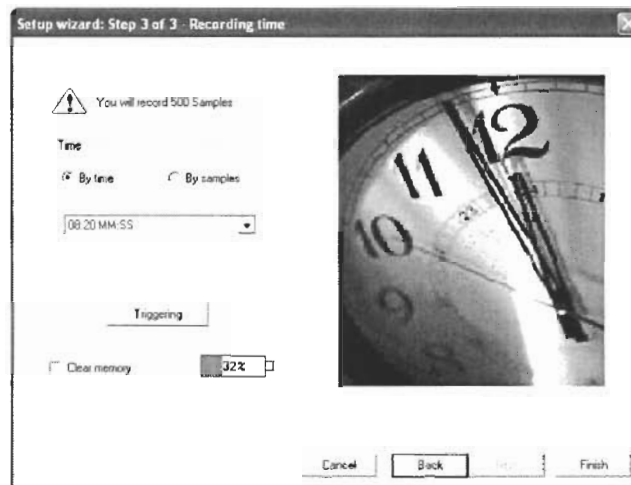 Setup wizard: Step 3 of 3 - Recording time
You will record 500 Samples
Time
By time
By samples
08:20 MM:SS
Triggering
Clear memory
32%
12
11
10
9
Cancel
Back
Finish